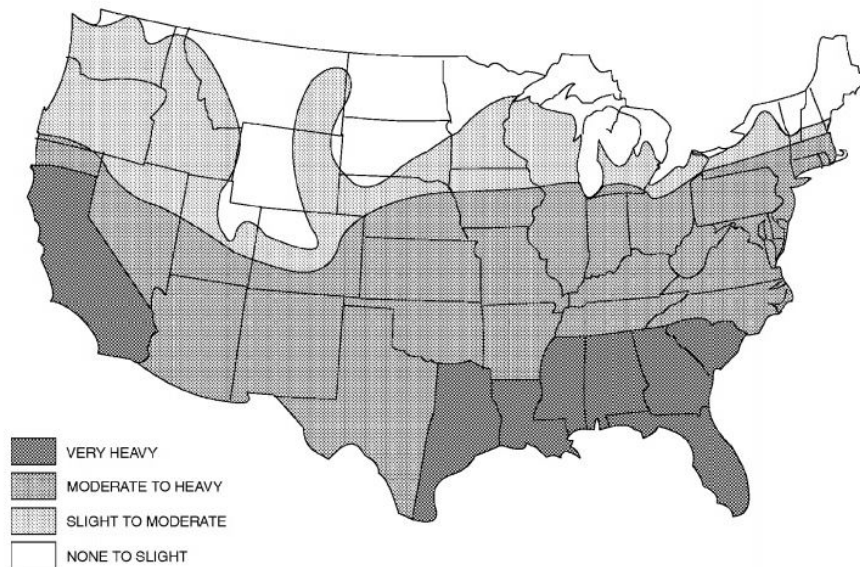 VERY HEAVY
MODERATE TO HEAVY
SLIGHT TO MODERATE
NONE TO SLIGHT